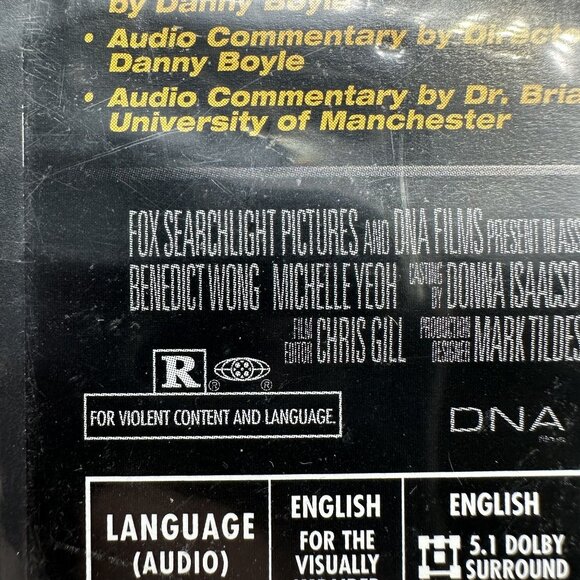 by Danny Boyle
• Audio Commentary by Directo
Danny Boyle
• Audio Commentary by Dr. Bria
University of Manchester
FOX SEARCHLIGHT PICTURES AND DNA FILMS PRESENT IN ASS
BENEDICT WONG MICHELLE YEOH CASTING BY DONNA ISAACSO
FILM EDITOR CHRIS GILL PRODUCTION DESIGNER MARK TILDES
R ® ®
FOR VIOLENT CONTENT AND LANGUAGE.
DNA
FILMS
LANGUAGE
(AUDIO)
ENGLISH
FOR THE
VISUALLY
ENGLISH
5.1 DOLBY
SURROUND